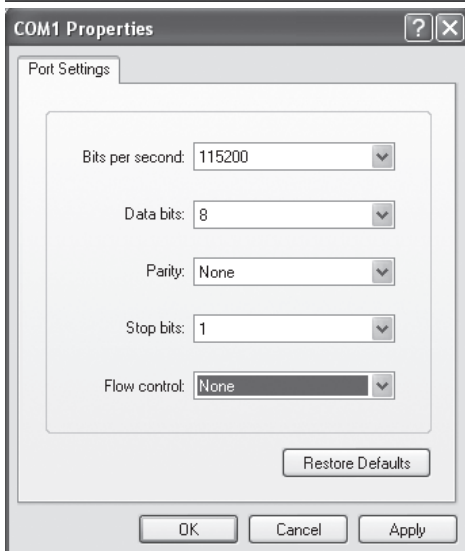 COM1 Properties
Port Settings
Bits per second: 115200
Data bits: 8
Parity: None
Stop bits: 1
Flow control: None
Restore Defaults
OK Cancel Apply